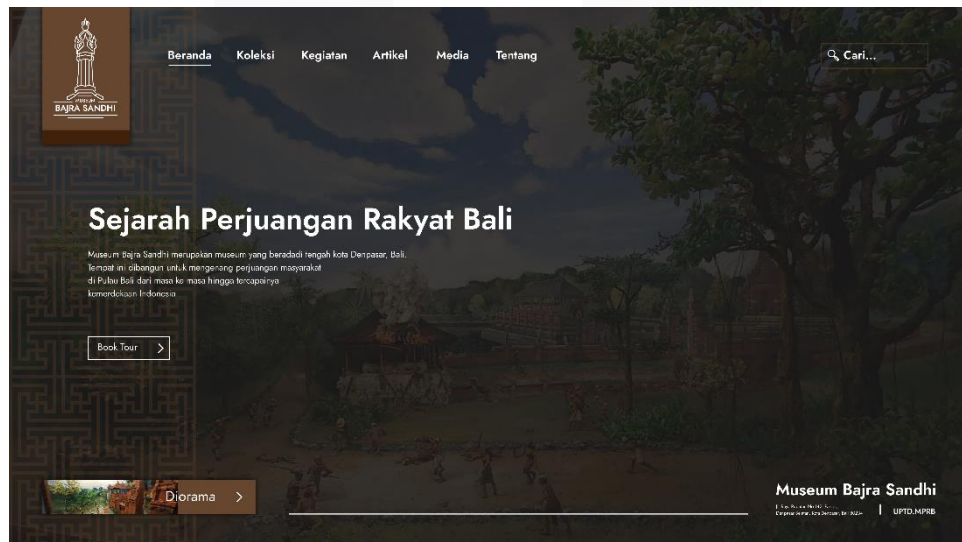 MUSEUM
BAJRA SANDHI
Beranda
Koleksi
Kegiatan
Artikel
Media
Tentang
Cari...
Sejarah Perjuangan Rakyat Bali
Museum Bajra Sandhi merupakan museum yang beradadi tengah kota Denpasar, Bali.
Tempat ini dibangun untuk mengenang perjuangan masyarakat
di Pulau Bali dari masa ke masa hingga tercapainya
kemerdekaan Indonesia
Book Tour
Diorama
Museum Bajra Sandhi
UPTD.MPRB